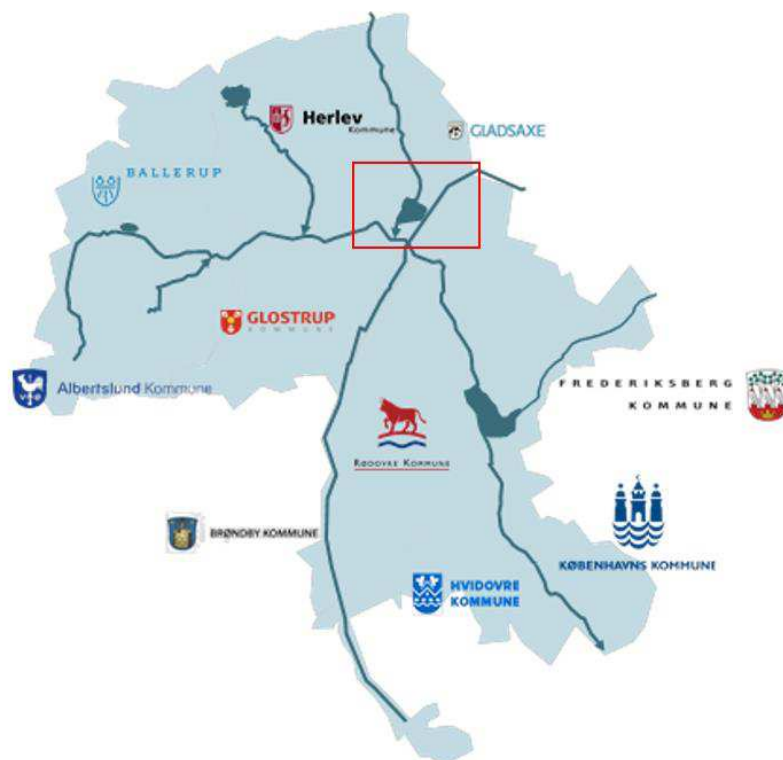 Herlev
Kommune
GLADSAXE
BALLERUP
GLOSTRUP
KOMMUNE
Albertslund Kommune
FREDERIKSBERG
KOMMUNE
RØDOVRE KOMMUNE
BRØNDBY KOMMUNE
KØBENHAVNS KOMMUNE
HVIDOVRE
KOMMUNE